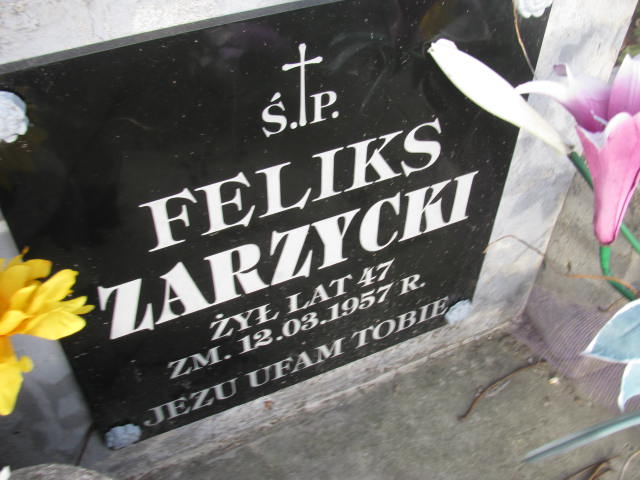 Ś.P.
FELIKS
ZARZYCKI
ŻYŁ LAT 47
ZM. 12.03.1957 R.
JEZU UFAM TOBIE